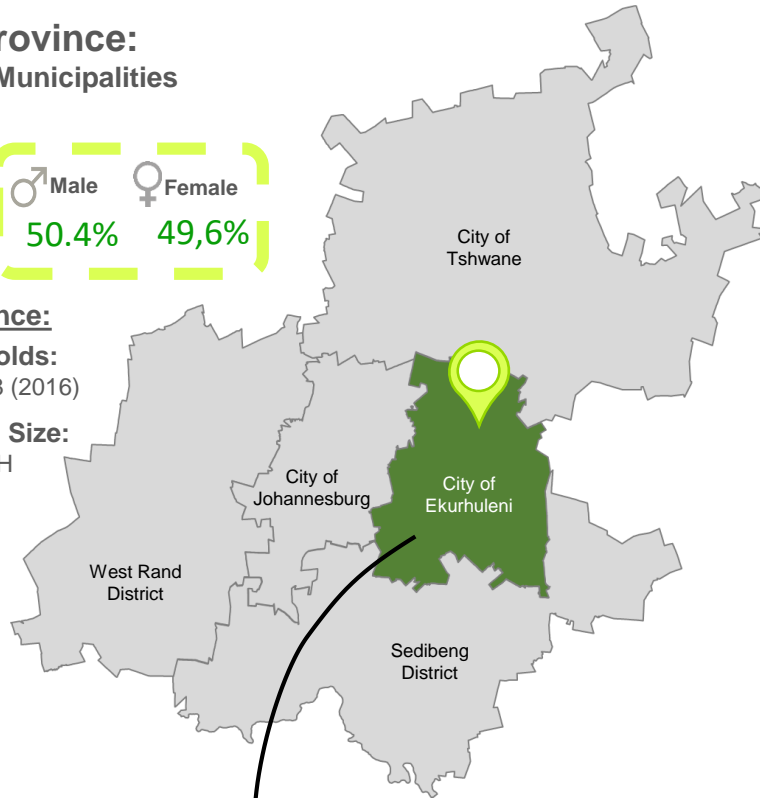 rovince:
Municipalities
Male
Female
50.4%
49,6%
nce:
olds:
3 (2016)
Size:
H
City of
Tshwane
City of
Johannesburg
City of
Ekurhuleni
West Rand
District
Sedibeng
District